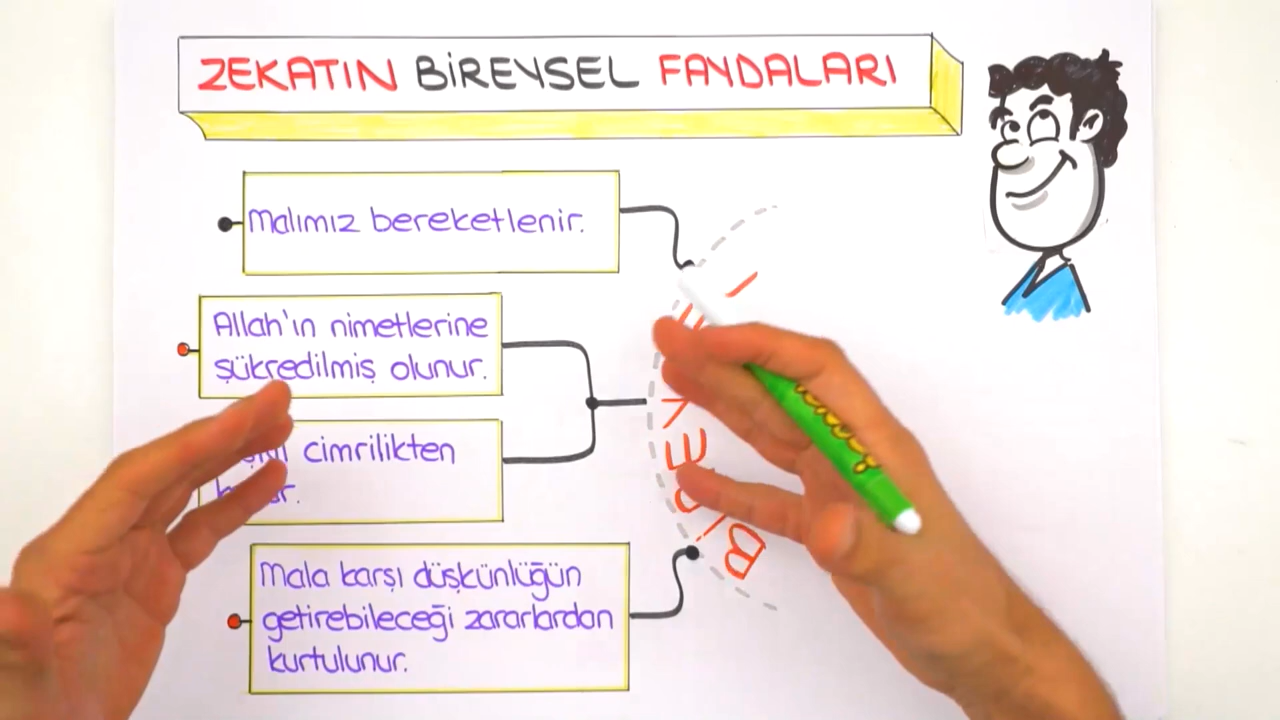 ZEKATIN BİREYSEL FAYDALARI
Malımız bereketlenir.
Allah'ın nimetlerine
şükredilmiş olunur.
cimrilikten
Mala karşı düşkünlüğün
getirebileceği zararlardan
kurtulunur.